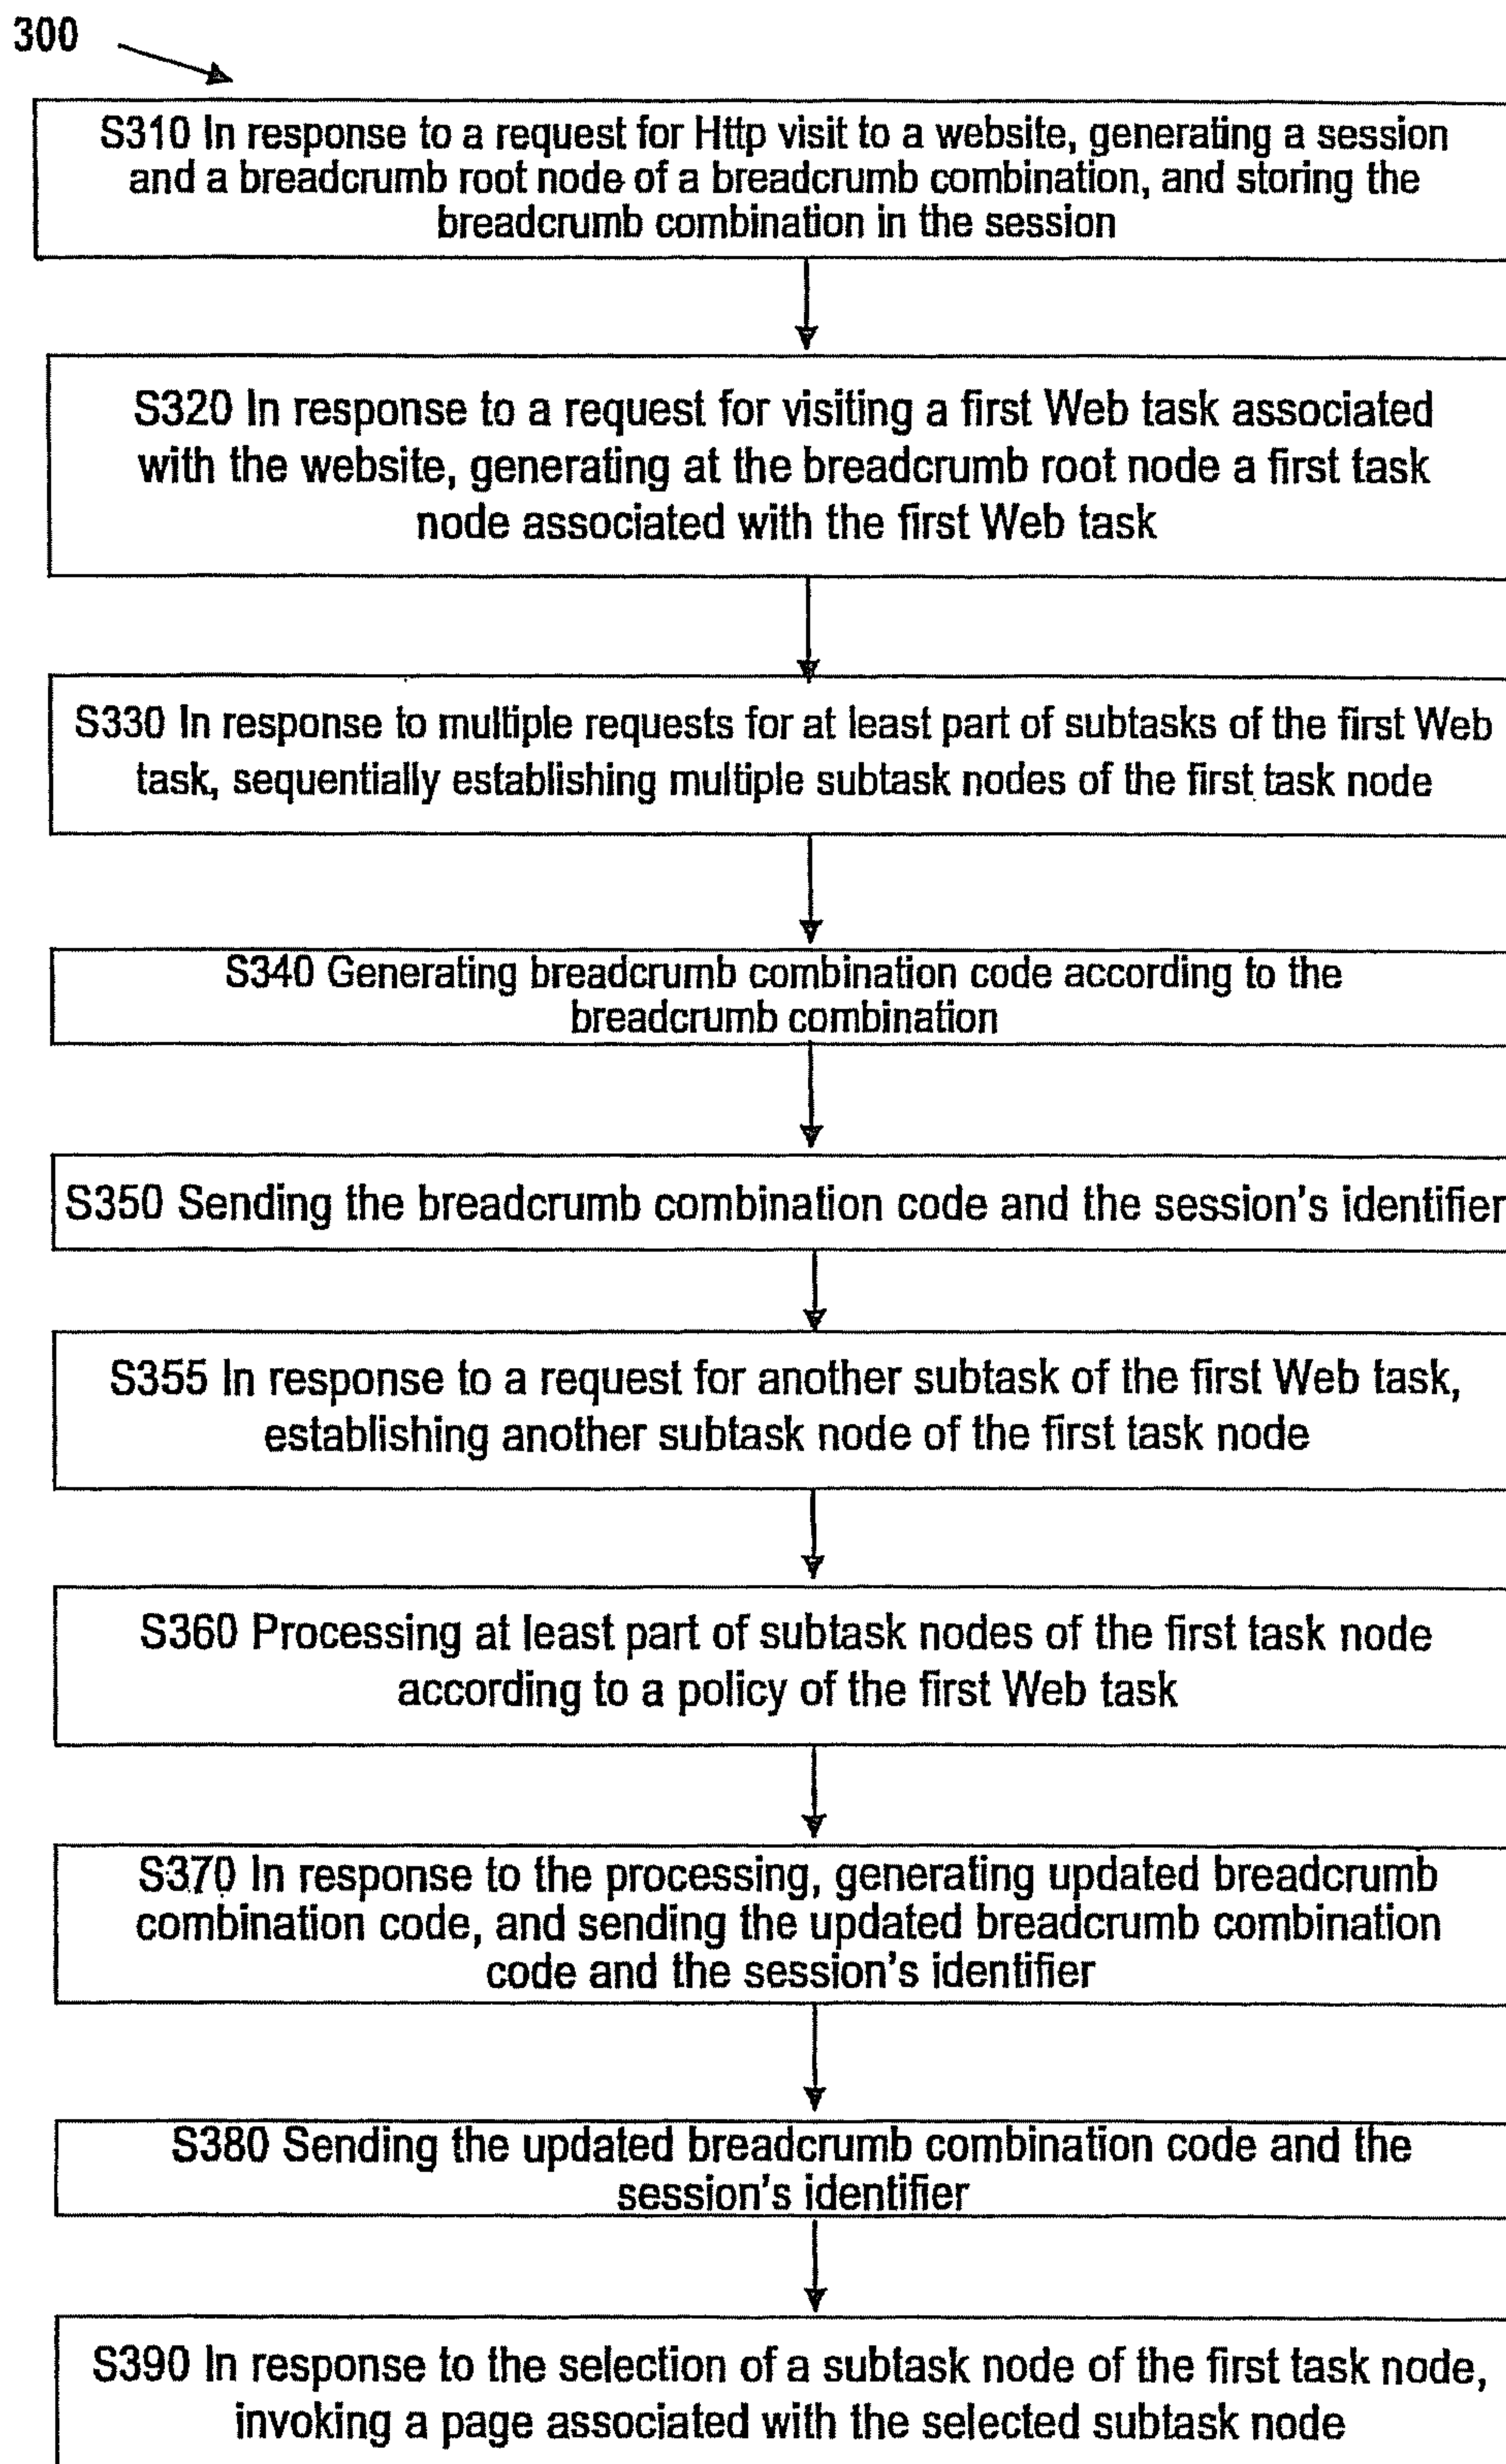 300
S310 In response to a request for Http visit to a website, generating a session
and a breadcrumb root node of a breadcrumb combination, and storing the
breadcrumb combination in the session
S320 In response to a request for visiting a first Web task associated
with the website, generating at the breadcrumb root node a first task
node associated with the first Web task
S330 In response to multiple requests for at least part of subtasks of the first Web
task, sequentially establishing multiple subtask nodes of the first task node
S340 Generating breadcrumb combination code according to the
breadcrumb combination
S350 Sending the breadcrumb combination code and the session's identifier
S355 In response to a request for another subtask of the first Web task,
establishing another subtask node of the first task node
S360 Processing at least part of subtask nodes of the first task node
according to a policy of the first Web task
S370 In response to the processing, generating updated breadcrumb
combination code, and sending the updated breadcrumb combination
code and the session's identifier
S380 Sending the updated breadcrumb combination code and the
session's identifier
S390 In response to the selection of a subtask node of the first task node,
invoking a page associated with the selected subtask node